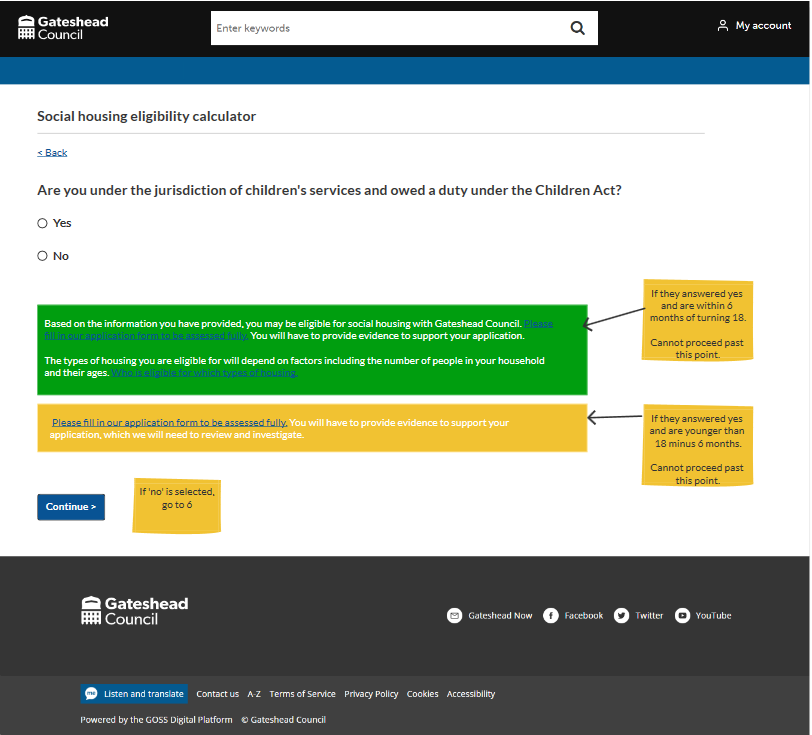 Gateshead
Council
Enter keywords
My account
Social housing eligibility calculator
< Back
Are you under the jurisdiction of children's services and owed a duty under the Children Act?
Yes
No
Based on the information you have provided, you may be eligible for social housing with Gateshead Council. Please
fill in our application form to be assessed fully. You will have to provide evidence to support your application.
The types of housing you are eligible for will depend on factors including the number of people in your household
and their ages. Who is eligible for which types of housing.
If they answered yes
and are within 6
months of turning 18.
Cannot proceed past
this point.
Please fill in our application form to be assessed fully. You will have to provide evidence to support your
application, which we will need to review and investigate.
If they answered yes
and are younger than
18 minus 6 months.
Cannot proceed past
this point.
Continue >
If 'no' is selected,
go to 6
Gateshead
Council
Gateshead Now Facebook Twitter YouTube
Listen and translate Contact us A-Z Terms of Service Privacy Policy Cookies Accessibility
Powered by the GOSS Digital Platform © Gateshead Council